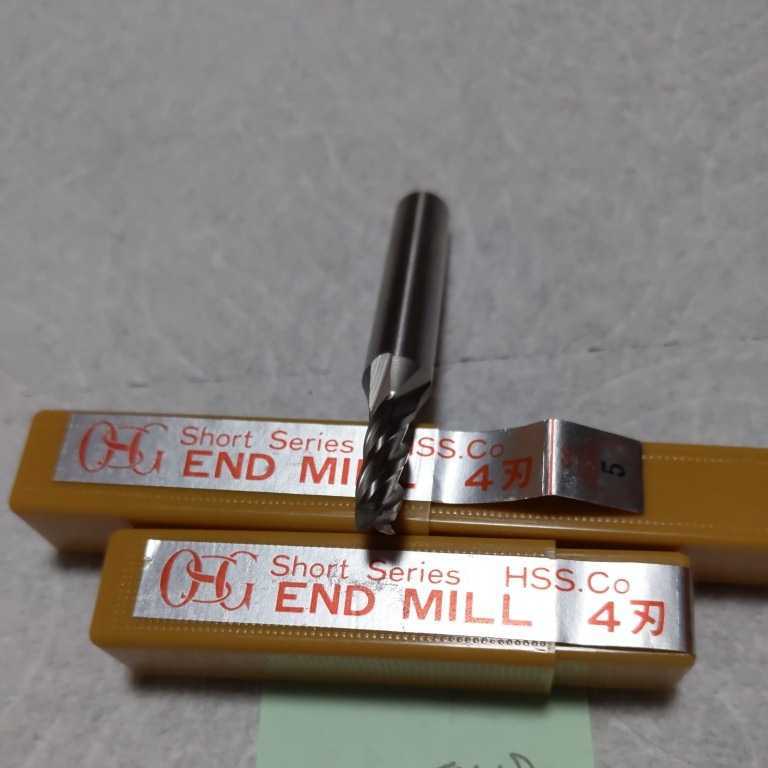 OSG Short Series HSS.Co
END MILL 4刃 5
OSG Short Series HSS.Co
END MILL 4刃